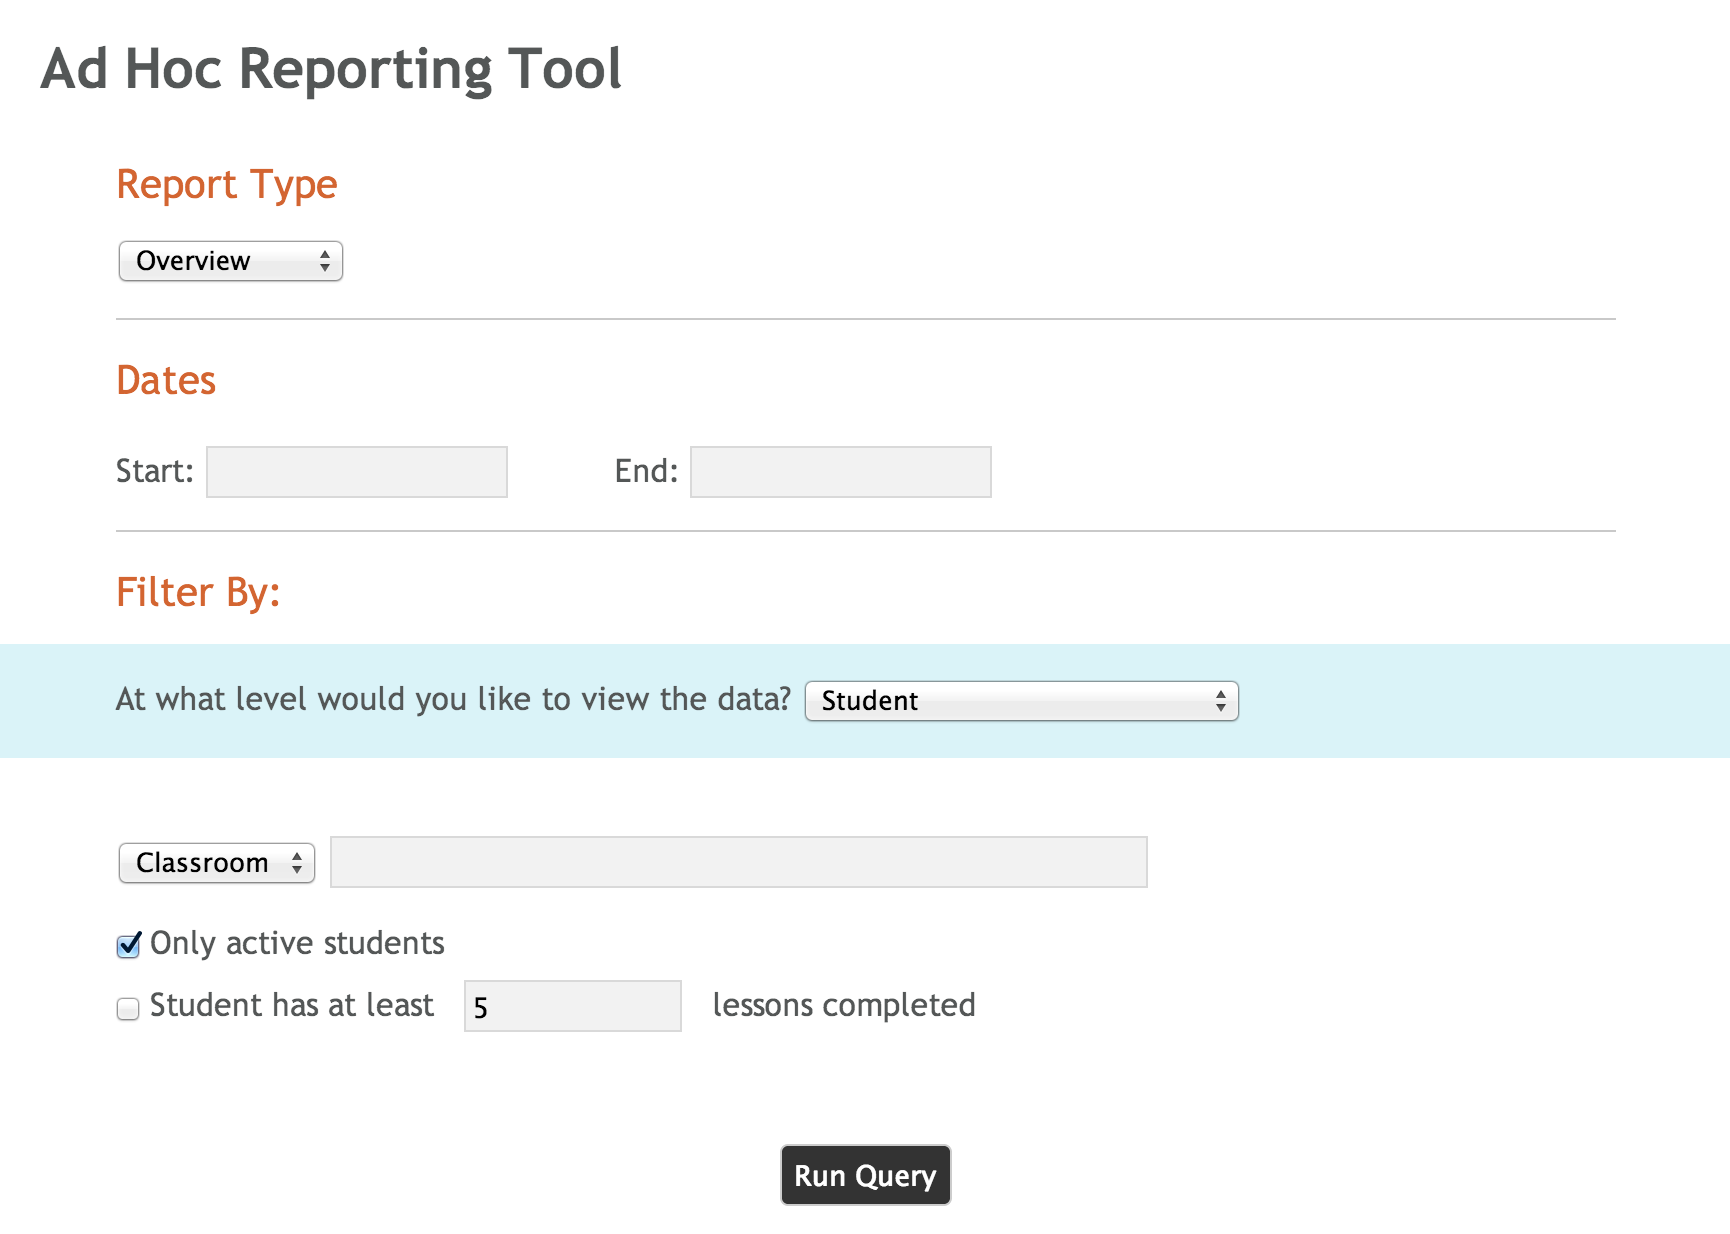 Ad Hoc Reporting Tool
Report Type
Overview
Dates
Start: End:
Filter By:
At what level would you like to view the data? Student
Classroom
Only active students
Student has at least 5 lessons completed
Run Query